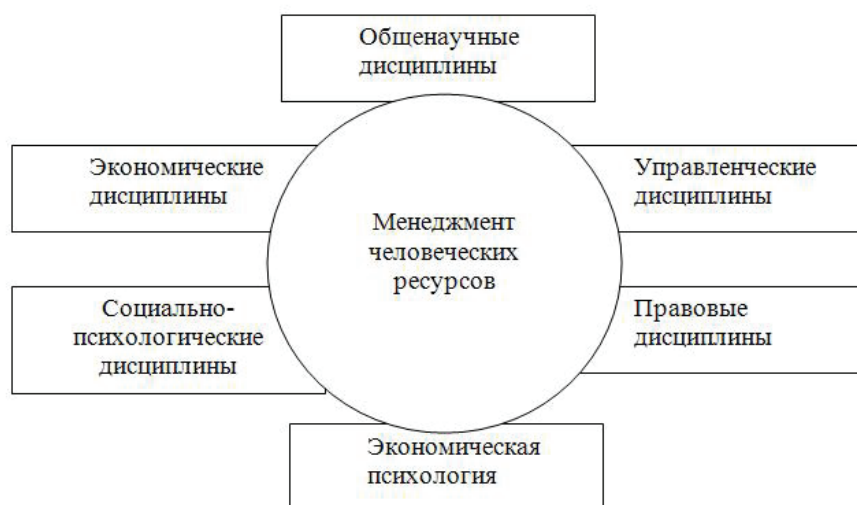 Общенаучные
дисциплины
Экономические
дисциплины
Управленческие
дисциплины
Менеджмент
человеческих
ресурсов
Социально-
психологические
дисциплины
Правовые
дисциплины
Экономическая
психология